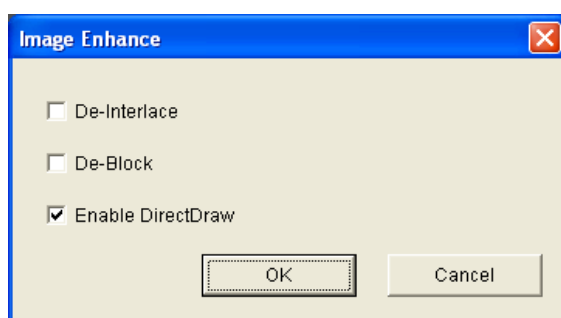 Image Enhance
De-Interlace
De-Block
Enable DirectDraw
OK Cancel